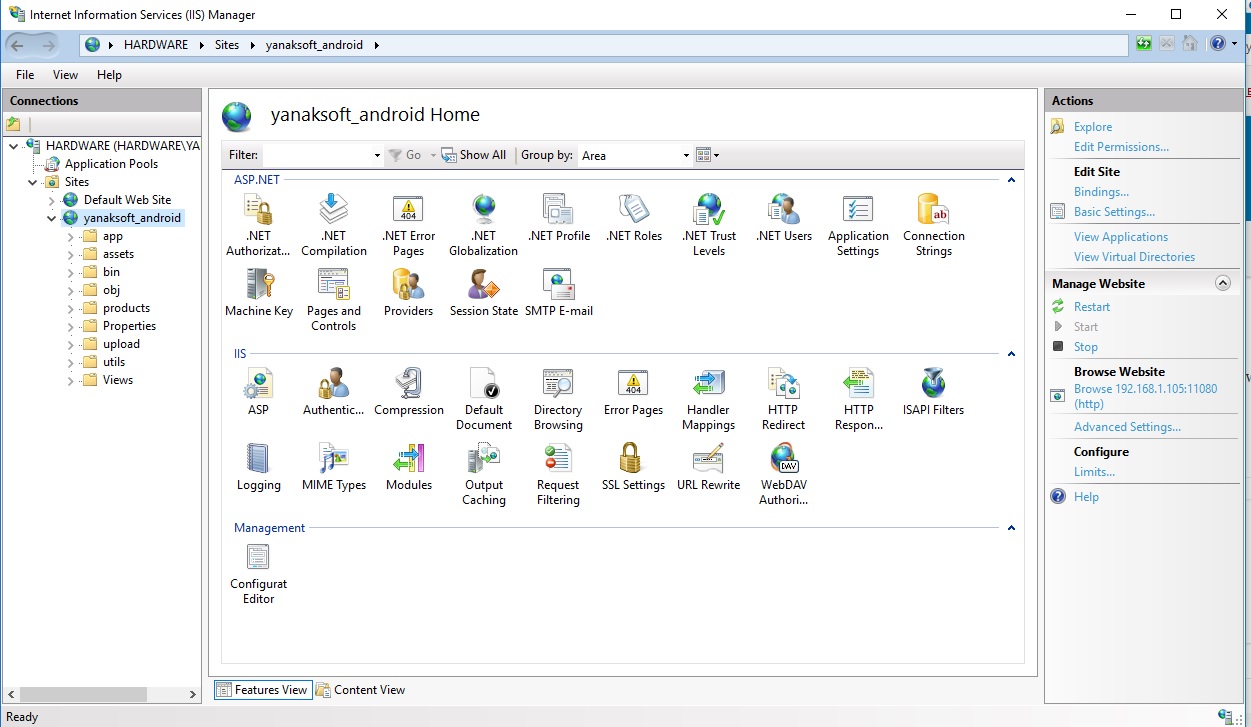 Internet Information Services (IIS) Manager
HARDWARE Sites yanaksoft_android
File View Help
Connections
HARDWARE (HARDWARE\YA
Application Pools
Sites
Default Web Site
yanaksoft_android
app
assets
bin
obj
products
Properties
upload
utils
Views
yanaksoft_android Home
Filter: Go Show All Group by: Area
ASP.NET
.NET Authorizat...
.NET Compilation
.NET Error Pages
.NET Globalization
.NET Profile
.NET Roles
.NET Trust Levels
.NET Users
Application Settings
Connection Strings
Machine Key
Pages and Controls
Providers
Session State
SMTP E-mail
IIS
ASP
Authentic...
Compression
Default Document
Directory Browsing
Error Pages
Handler Mappings
HTTP Redirect
HTTP Respon...
ISAPI Filters
Logging
MIME Types
Modules
Output Caching
Request Filtering
SSL Settings
URL Rewrite
WebDAV Authori...
Management
Configurat Editor
Features View Content View
Actions
Explore
Edit Permissions...
Edit Site
Bindings...
Basic Settings...
View Applications
View Virtual Directories
Manage Website
Restart
Start
Stop
Browse Website
Browse 192.168.1.105:11080
(http)
Advanced Settings...
Configure
Limits...
Help
Ready